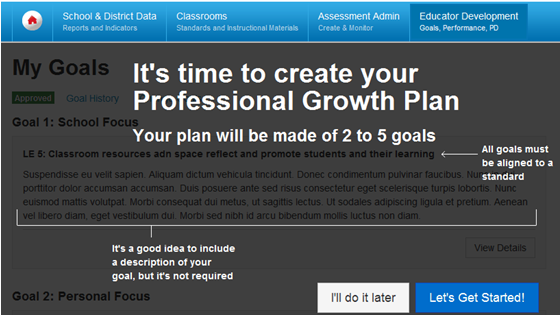 School & District Data
Reports and Indicators
Classrooms
Standards and Instructional Materials
Assessment Admin
Create & Monitor
Educator Development
Goals, Performance, PD
My Goals
It's time to create your
Professional Growth Plan
Approved
Goal History
Goal 1: School Focus
Your plan will be made of 2 to 5 goals
LE 5: Classroom resources adn space reflect and promote students and their learning
All goals must
be aligned to a
standard
Suspendisse eu velit sapien. Aliquam dictum vehicula tincidunt. Donec condimentum pulvinar faucibus.
porttitor dolor accumsan accumsan. Duis posuere ante sed risus consectetur eget scelerisque turpis lobortis. Nunc
euismod mattis volutpat. Morbi consequat dui metus, ut sagittis lectus. Ut sodales adipiscing ligula et pretium. Aenean
vel libero diam, eget vestibulum dui. Morbi sed nibh id arcu bibendum mollis luctus non diam.
It's a good idea to include
a description of your
goal, but it's not required
View Details
Goal 2: Personal Focus
I'll do it later
Let's Get Started!